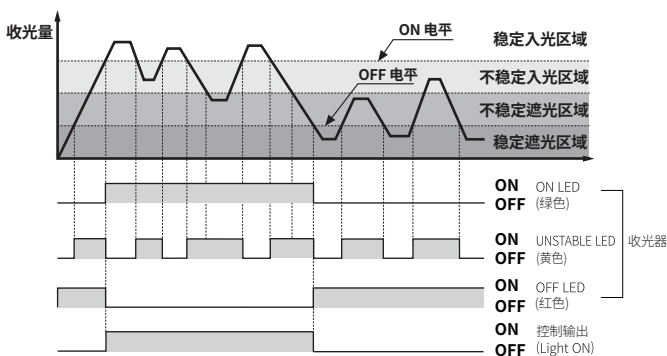 收光量
ON 电平
稳定入光区域
OFF 电平
不稳定入光区域
不稳定遮光区域
稳定遮光区域
ON
OFF
ON LED
(绿色)
ON
OFF
UNSTABLE LED
(黄色)
收光器
ON
OFF
OFF LED
(红色)
ON
OFF
控制输出
(Light ON)